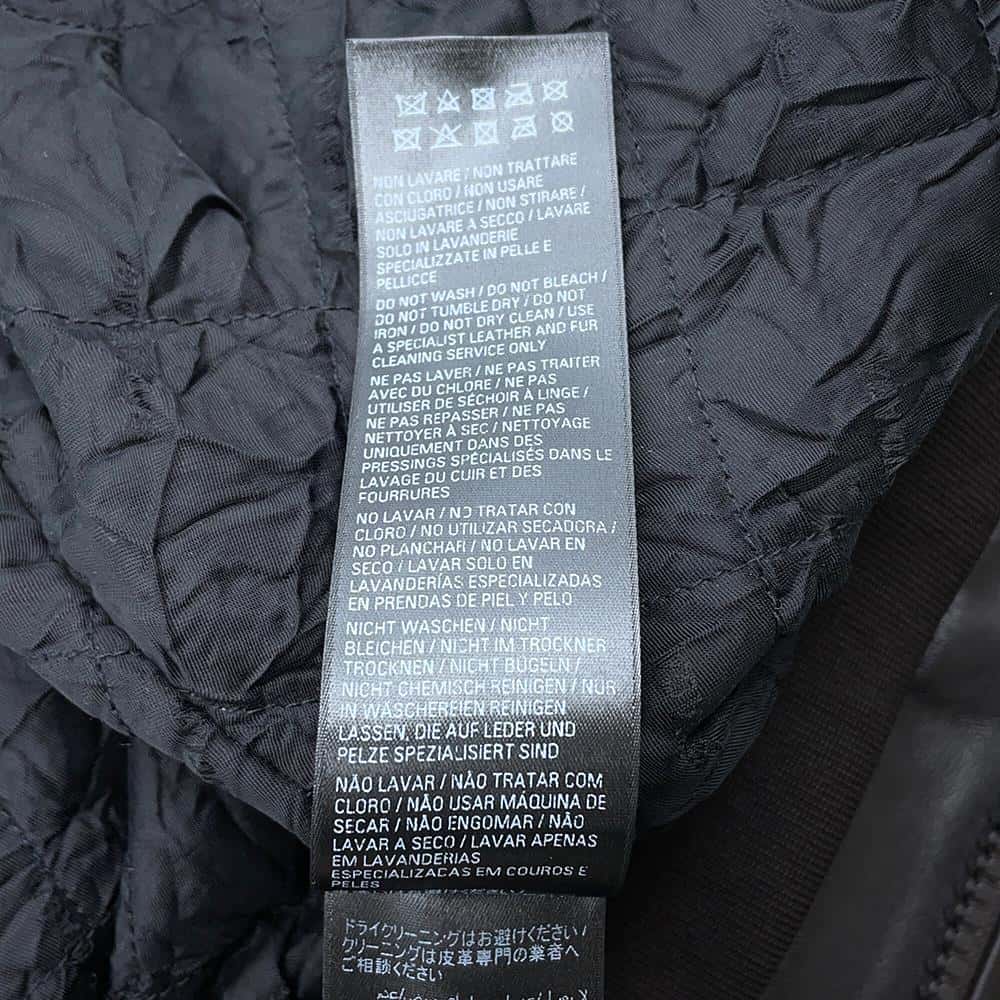 NON LAVARE / NON TRATTARE
CON CLORO / NON USARE
ASCIUGATRICE / NON STIRARE /
NON LAVARE A SECCO / LAVARE
SOLO IN LAVANDERIE
SPECIALIZZATE IN PELLE E
PELLICCE
DO NOT WASH / DO NOT BLEACH /
DO NOT TUMBLE DRY / DO NOT
IRON / DO NOT DRY CLEAN / USE
A SPECIALIST LEATHER AND FUR
CLEANING SERVICE ONLY
NE PAS LAVER / NE PAS TRAITER
AVEC DU CHLORE / NE PAS
UTILISER DE SÉCHOIR À LINGE /
NE PAS REPASSER / NE PAS
NETTOYER À SEC / NETTOYAGE
UNIQUEMENT DANS DES
PRESSINGS SPÉCIALISÉS DANS LE
LAVAGE DU CUIR ET DES
FOURRURES
NO LAVAR / NO TRATAR CON
CLORO / NO UTILIZAR SECADORA /
NO PLANCHAR / NO LAVAR EN
SECO / LAVAR SOLO EN
LAVANDERÍAS ESPECIALIZADAS
EN PRENDAS DE PIEL Y PELO
NICHT WASCHEN / NICHT
BLEICHEN / NICHT IM TROCKNER
TROCKNEN / NICHT BÜGELN /
NICHT CHEMISCH REINIGEN / NUR
IN WÄSCHEREIEN REINIGEN
LASSEN, DIE AUF LEDER UND
PELZE SPEZIALISIERT SIND
NÃO LAVAR / NÃO TRATAR COM
CLORO / NÃO USAR MÁQUINA DE
SECAR / NÃO ENGOMAR / NÃO
LAVAR A SECO / LAVAR APENAS
EM LAVANDERIAS
ESPECIALIZADAS EM COUROS E
PELES
ドライクリーニングはお避けください/
クリーニングは皮革専門の業者へ
ご相談ください